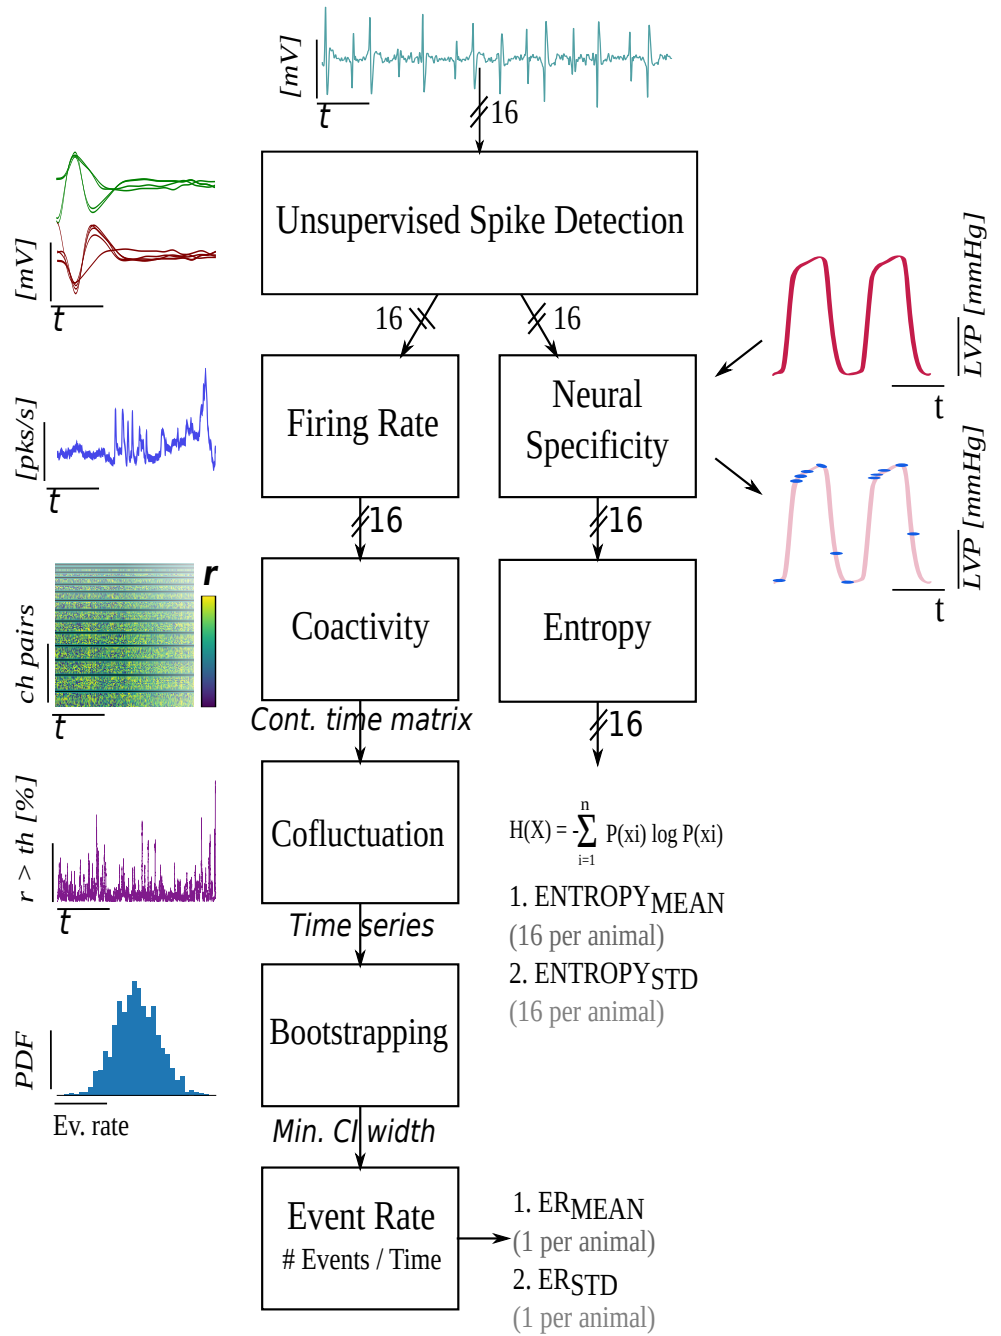 [mV]
t
16
Unsupervised Spike Detection
[mV]
t
16
16
LVP [mmHg]
t
Firing Rate
Neural
Specificity
[pks/s]
t
16
16
LVP [mmHg]
t
r
ch pairs
t
Coactivity
Entropy
Cont. time matrix
16
r > th [%]
t
Cofluctuation
H(X) = -∑ P(xi) log P(xi)
n
i=1
1. ENTROPYMEAN
(16 per animal)
2. ENTROPYSTD
(16 per animal)
Time series
PDF
Ev. rate
Bootstrapping
Min. CI width
Event Rate
# Events / Time
1. ERMEAN
(1 per animal)
2. ERSTD
(1 per animal)